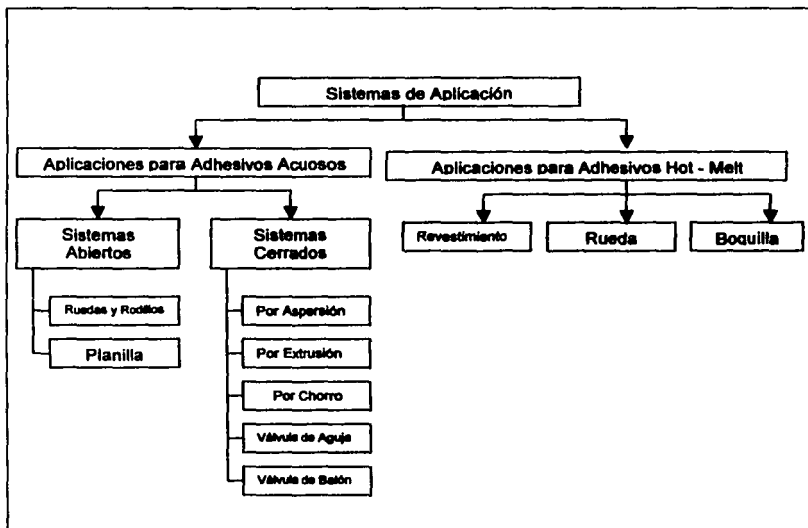 Sistemas de Aplicación
Aplicaciones para Adhesivos Acuosos
Aplicaciones para Adhesivos Hot - Melt
Sistemas
Abiertos
Sistemas
Cerrados
Revestimiento
Rueda
Boquilla
Ruedas y Rodillos
Planilla
Por Aspersión
Por Extrusión
Por Chorro
Válvula de Aguja
Válvula de Balón